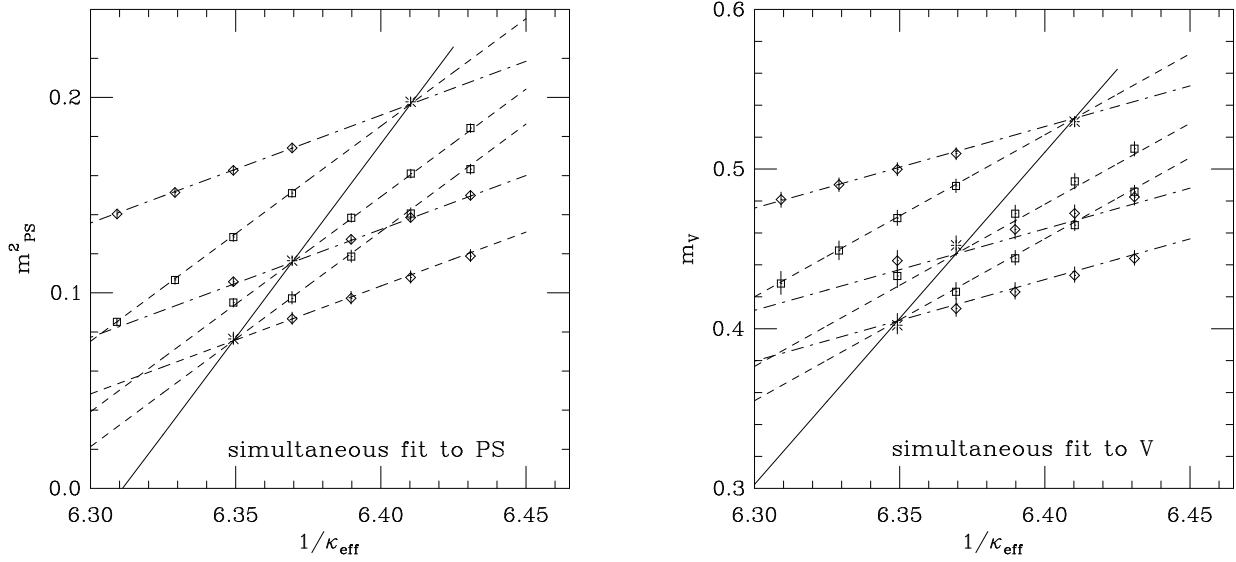 0.2
0.1
0.0
m²PS
simultaneous fit to PS
6.30 6.35 6.40 6.45
1/κeff
0.6
0.5
0.4
0.3
mV
simultaneous fit to V
6.30 6.35 6.40 6.45
1/κeff